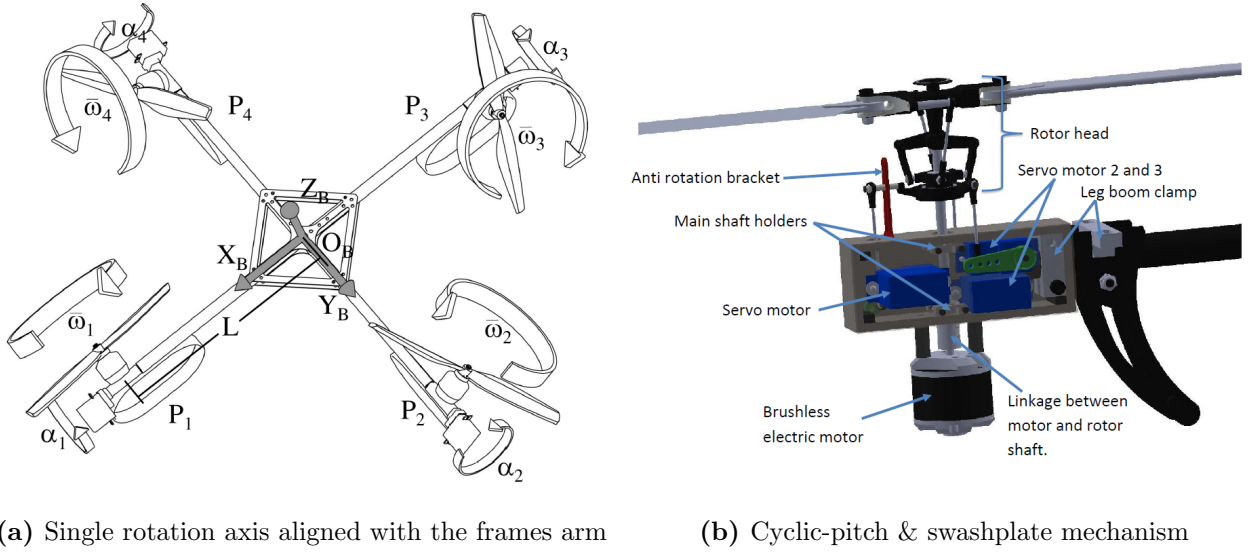 α4
ω̅4
P4
P3
α3
ω̅3
ZB
XB
OB
YB
ω̅1
L
ω̅2
α1
P1
P2
α2
Rotor head
Anti rotation bracket
Servo motor 2 and 3
Leg boom clamp
Main shaft holders
Servo motor
Brushless
electric motor
Linkage between
motor and rotor
shaft.
(a) Single rotation axis aligned with the frames arm
(b) Cyclic-pitch & swashplate mechanism